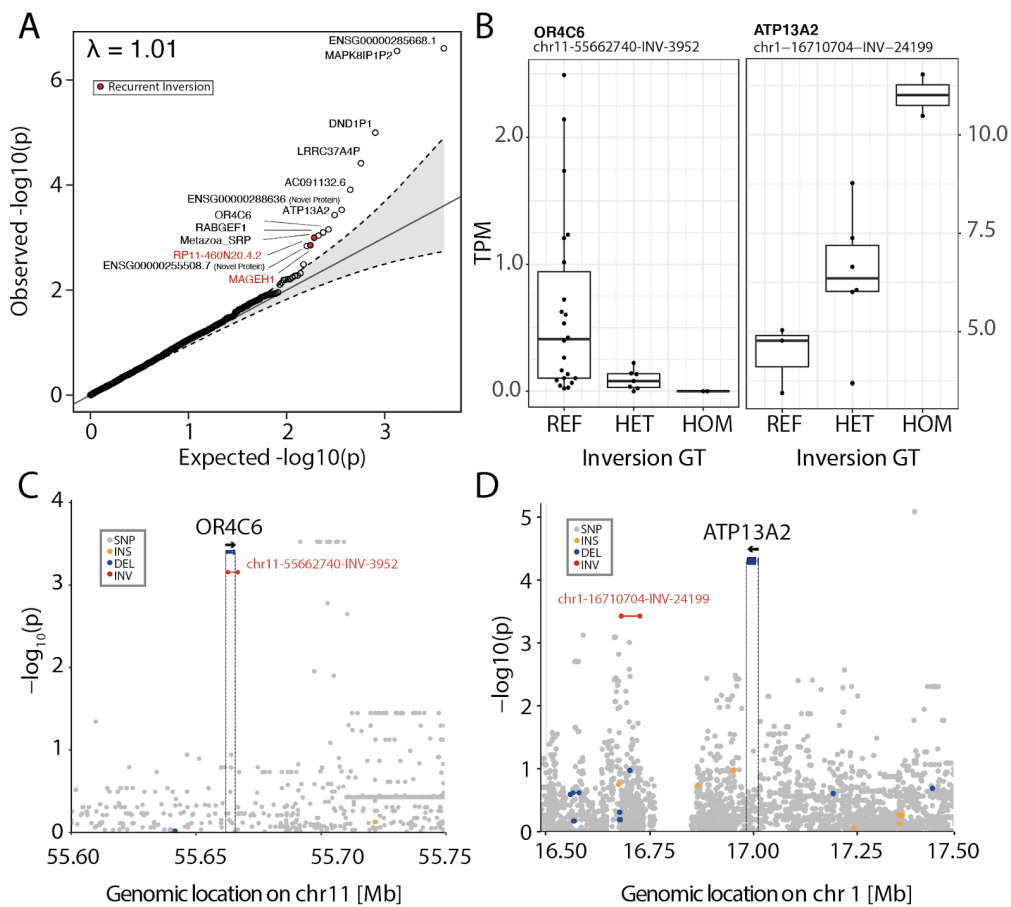 A
λ = 1.01
Recurrent Inversion
ENSG00000285668.1
MAPK8IP1P2
DND1P1
LRRC37A4P
AC091132.6
ENSG00000288636 (Novel Protein)
ATP13A2
OR4C6
RABGEF1
Metazoa_SRP
RP11-460N20.4.2
ENSG00000255508.7 (Novel Protein)
MAGEH1
Observed -log10(p)
6
4
2
0
0 1 2 3
Expected -log10(p)
B
OR4C6
chr11-55662740-INV-3952
ATP13A2
chr1−16710704−INV−24199
TPM
2.0
1.0
0.0
10.0
7.5
5.0
REF HET HOM
REF HET HOM
Inversion GT
Inversion GT
C
4
3
2
1
0
−log10(p)
SNP
INS
DEL
INV
OR4C6
chr11-55662740-INV-3952
55.60 55.65 55.70 55.75
Genomic location on chr11 [Mb]
D
5
4
3
2
1
0
−log10(p)
SNP
INS
DEL
INV
ATP13A2
chr1-16710704-INV-24199
16.50 16.75 17.00 17.25 17.50
Genomic location on chr 1 [Mb]